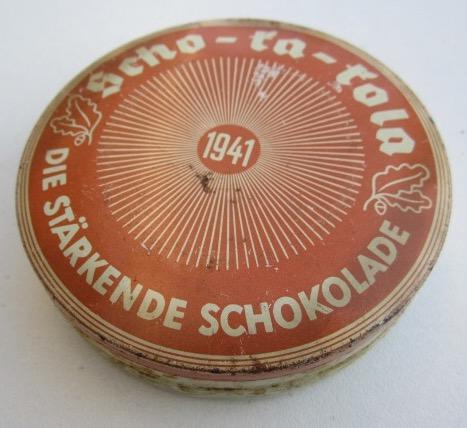 Scho-ka-kola
1941
DIE STÄRKENDE SCHOKOLADE